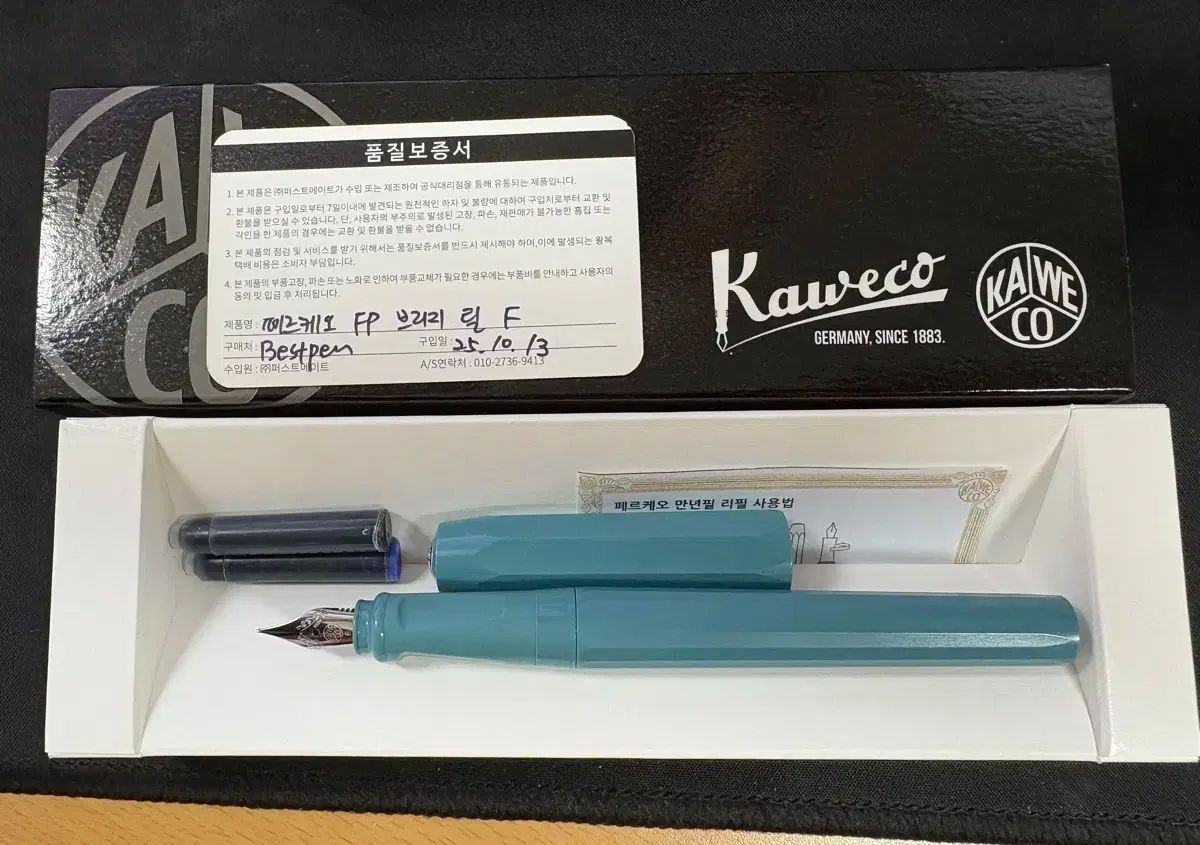 KAWE
CO
품질보증서
1. 본 제품은 ㈜퍼스트에이트가 수입 또는 제조하여 공식대리점을 통해 유통되는 제품입니다.
2. 본 제품은 구입일로부터 7일이내에 발견되는 원천적인 하자 및 불량에 대하여 구입처로부터 교환 및
환불을 받으실 수 있습니다. 단, 사용자의 부주의로 발생된 고장, 파손, 재판매가 불가능한 흠집 또는
각인을 한 제품의 경우에는 교환 및 환불을 받을 수 없습니다.
3. 본 제품의 점검 및 서비스를 받기 위해서는 품질보증서를 반드시 제시해야 하며,이에 발생되는 왕복
택배 비용은 소비자 부담입니다.
4. 본 제품의 부품고장, 파손 또는 노화로 인하여 부품교체가 필요한 경우에는 부품비를 안내하고 사용자의
동의 및 입금 후 처리됩니다.
제품명 : 페르케오 FP 브리지 틸 F
구매처 : Bestpen 구입일 : 25.10.13
수입원 : ㈜퍼스트에이트 A/S연락처 : 010-2736-9413
Kaweco
GERMANY, SINCE 1883.
KAWE
CO
페르케오 만년필 리필 사용법
KAWE
CO